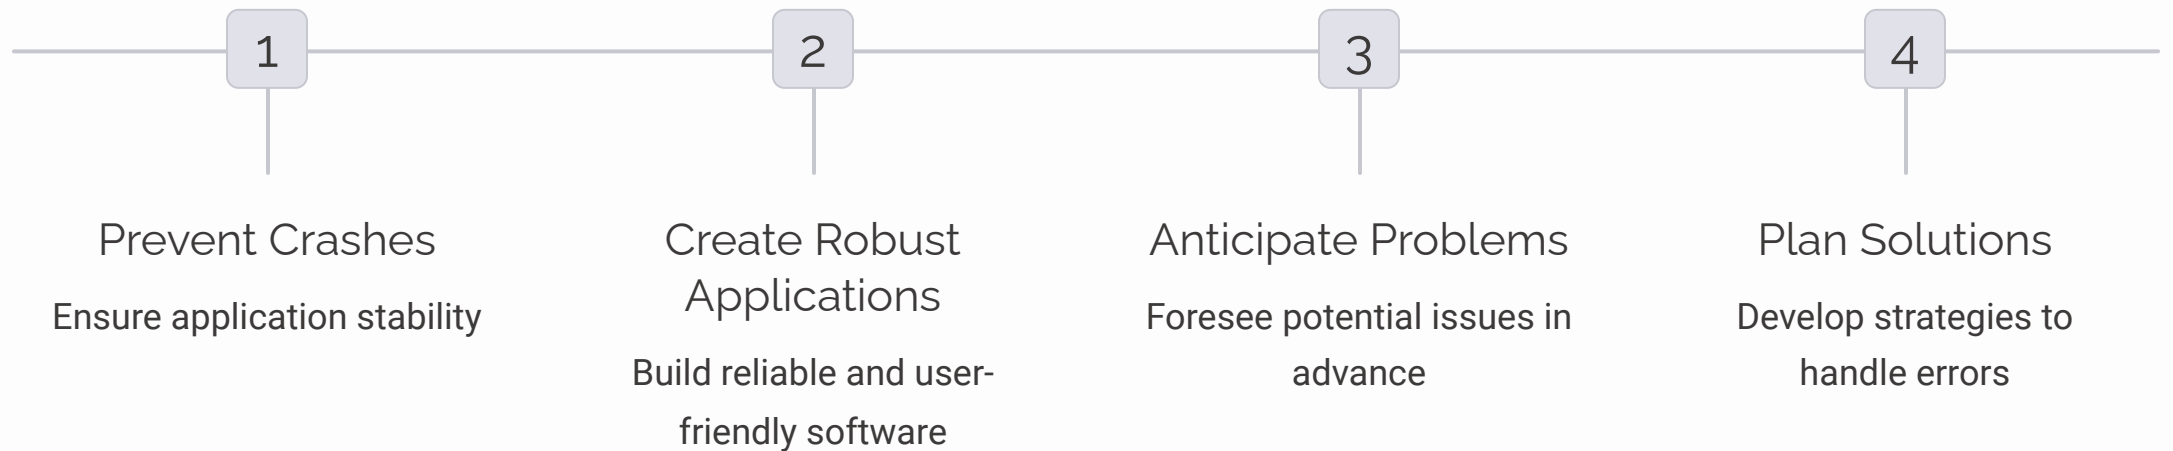 1
Prevent Crashes
Ensure application stability
2
Create Robust
Applications
Build reliable and user-
friendly software
3
Anticipate Problems
Foresee potential issues in
advance
4
Plan Solutions
Develop strategies to
handle errors